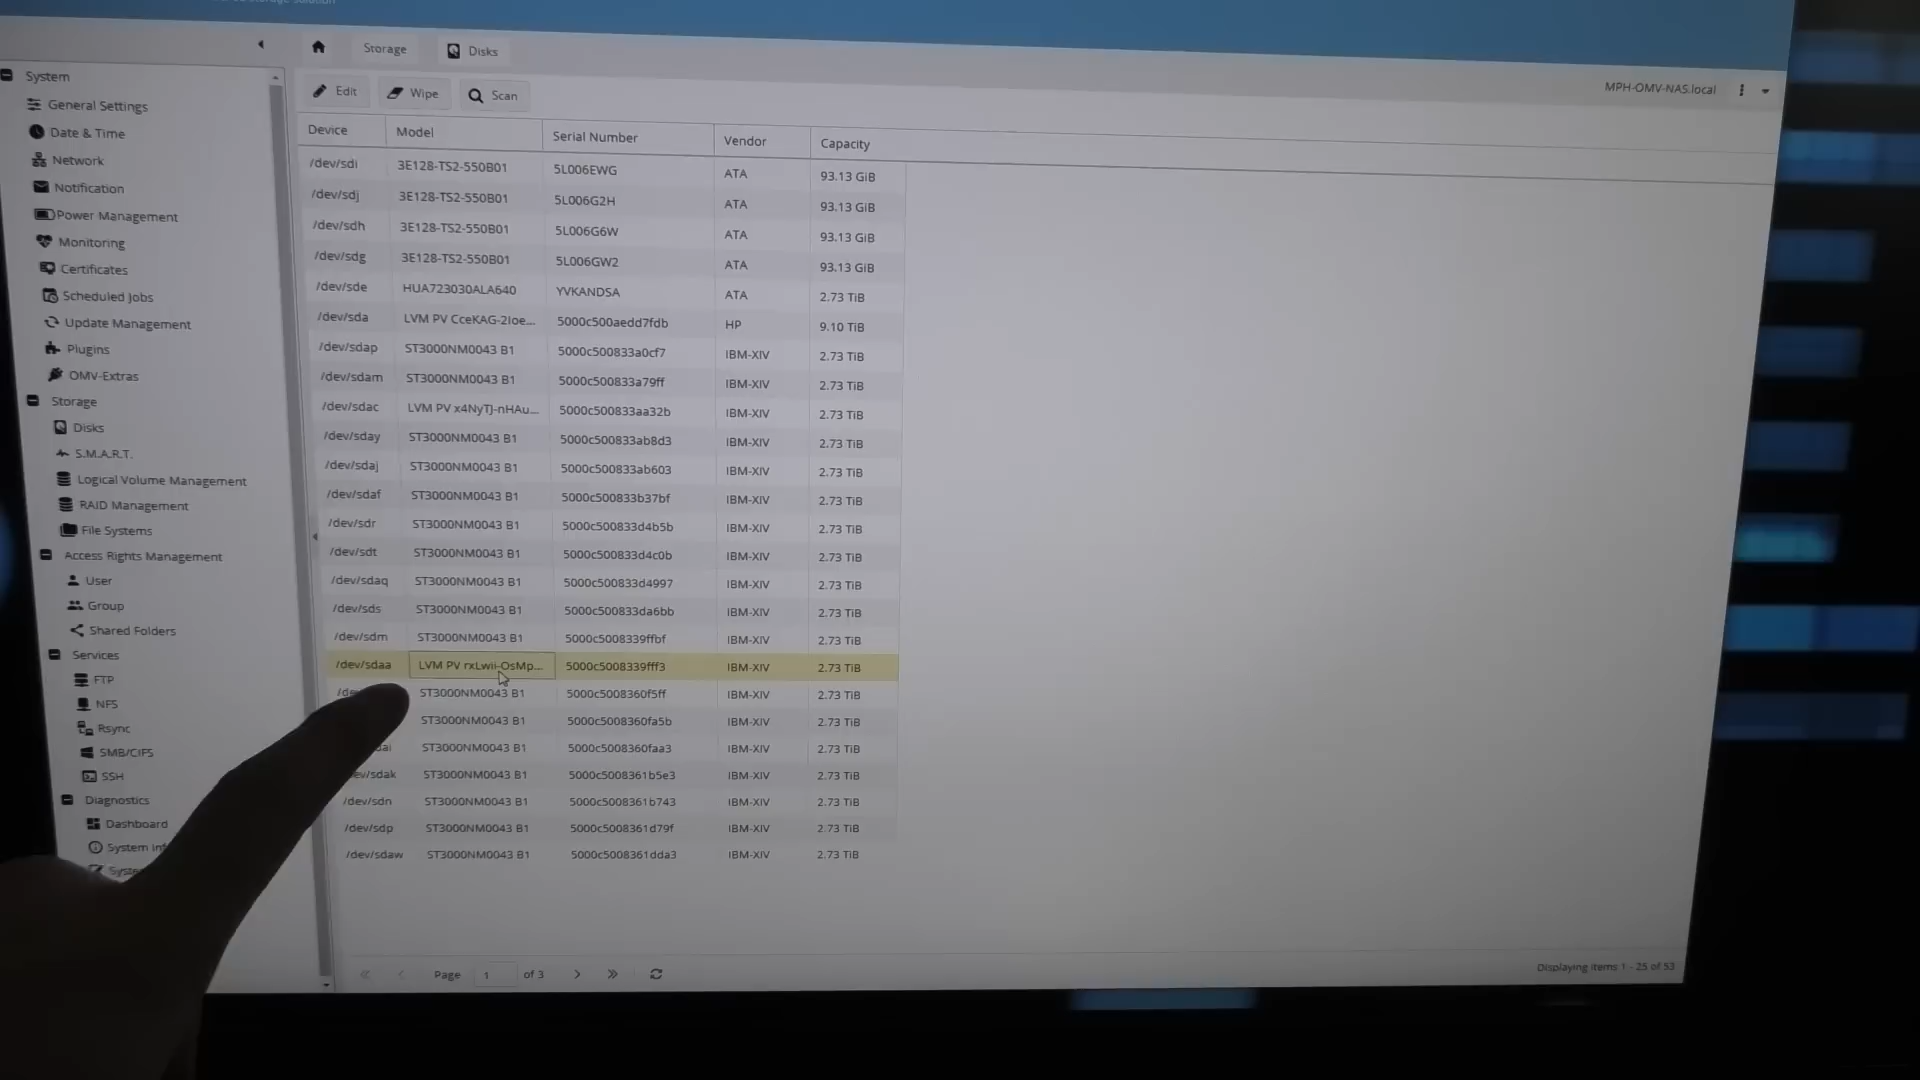 Storage Disks
MPH-OMV-NAS.local
Edit Wipe Scan
System
General Settings
Date & Time
Network
Notification
Power Management
Monitoring
Certificates
Scheduled Jobs
Update Management
Plugins
OMV-Extras
Storage
Disks
S.M.A.R.T.
Logical Volume Management
RAID Management
File Systems
Access Rights Management
User
Group
Shared Folders
Services
FTP
NFS
Rsync
SMB/CIFS
SSH
Diagnostics
Dashboard
System
Device Model Serial Number Vendor Capacity
/dev/sdi 3E128-TS2-550B01 5L006EWG ATA 93.13 GiB
/dev/sdj 3E128-TS2-550B01 5L006G2H ATA 93.13 GiB
/dev/sdh 3E128-TS2-550B01 5L006G6W ATA 93.13 GiB
/dev/sdg 3E128-TS2-550B01 5L006GW2 ATA 93.13 GiB
/dev/sde HUA723030ALA640 YVKANDSA ATA 2.73 TiB
/dev/sda LVM PV CceKAG-2Ioe... 5000c500aedd7fdb HP 9.10 TiB
/dev/sdap ST3000NM0043 B1 5000c500833a0cf7 IBM-XIV 2.73 TiB
/dev/sdam ST3000NM0043 B1 5000c500833a79ff IBM-XIV 2.73 TiB
/dev/sdac LVM PV x4NyTJ-nHAu... 5000c500833aa32b IBM-XIV 2.73 TiB
/dev/sday ST3000NM0043 B1 5000c500833ab8d3 IBM-XIV 2.73 TiB
/dev/sdaj ST3000NM0043 B1 5000c500833ab603 IBM-XIV 2.73 TiB
/dev/sdaf ST3000NM0043 B1 5000c500833b37bf IBM-XIV 2.73 TiB
/dev/sdr ST3000NM0043 B1 5000c500833d4b5b IBM-XIV 2.73 TiB
/dev/sdt ST3000NM0043 B1 5000c500833d4c0b IBM-XIV 2.73 TiB
/dev/sdaq ST3000NM0043 B1 5000c500833d4997 IBM-XIV 2.73 TiB
/dev/sds ST3000NM0043 B1 5000c500833da6bb IBM-XIV 2.73 TiB
/dev/sdm ST3000NM0043 B1 5000c5008339ffbf IBM-XIV 2.73 TiB
/dev/sdaa LVM PV rxLwii-OsMp... 5000c5008339fff3 IBM-XIV 2.73 TiB
ST3000NM0043 B1 5000c5008360f5ff IBM-XIV 2.73 TiB
ST3000NM0043 B1 5000c5008360fa5b IBM-XIV 2.73 TiB
ST3000NM0043 B1 5000c5008360faa3 IBM-XIV 2.73 TiB
ST3000NM0043 B1 5000c5008361b5e3 IBM-XIV 2.73 TiB
/dev/sdn ST3000NM0043 B1 5000c5008361b743 IBM-XIV 2.73 TiB
/dev/sdp ST3000NM0043 B1 5000c5008361d79f IBM-XIV 2.73 TiB
/dev/sdaw ST3000NM0043 B1 5000c5008361dda3 IBM-XIV 2.73 TiB
Page 1 of 3
Displaying items 1 - 25 of 53